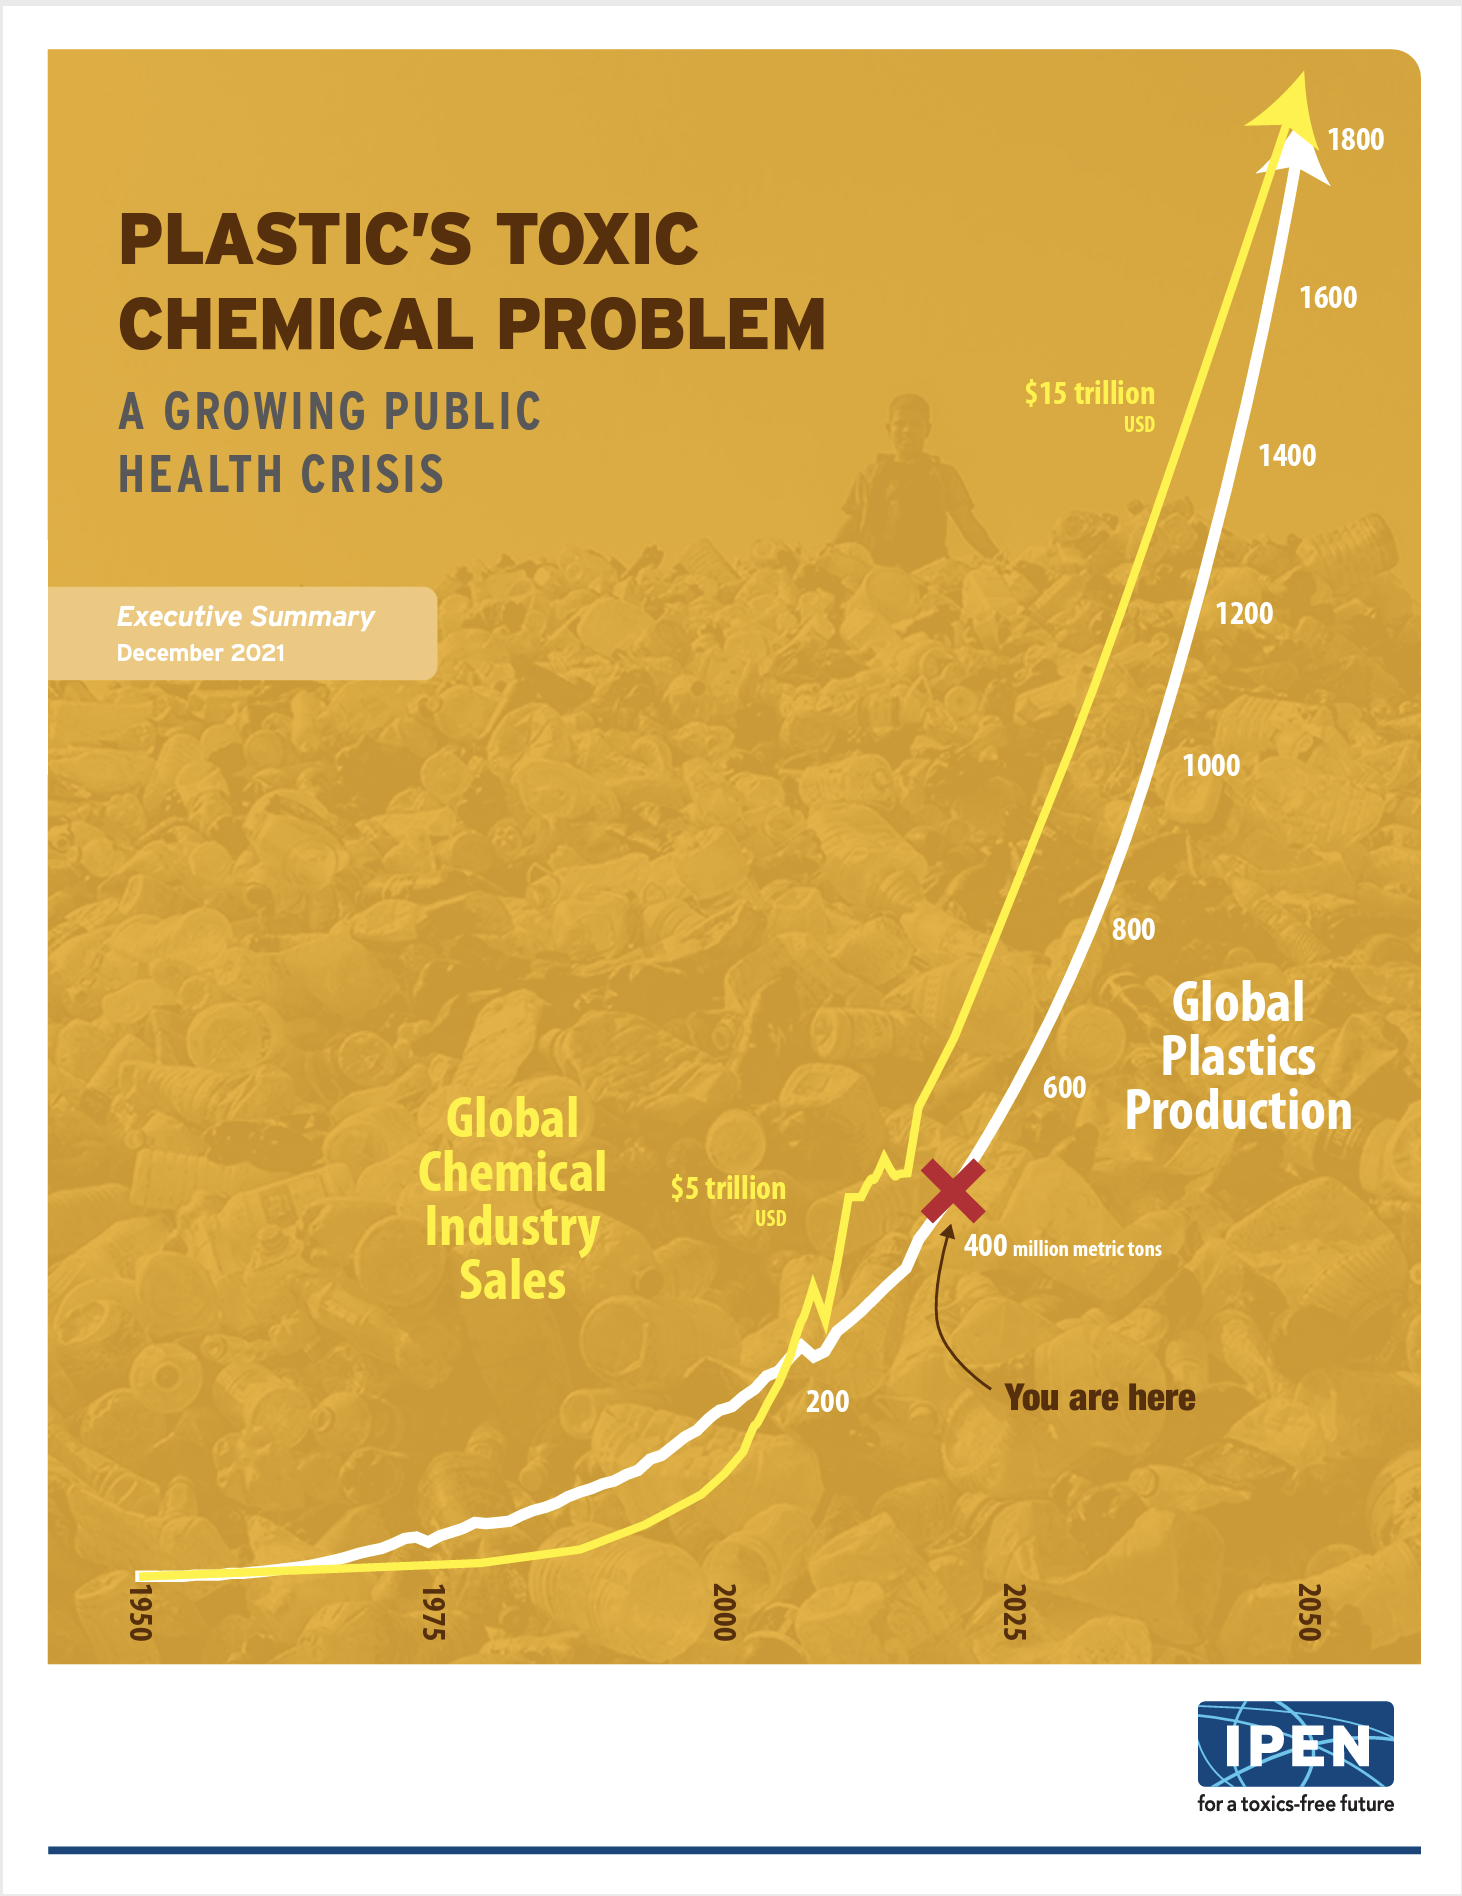 PLASTIC'S TOXIC
CHEMICAL PROBLEM
A GROWING PUBLIC
HEALTH CRISIS
Executive Summary
December 2021
1800
1600
$15 trillion
USD
1400
1200
1000
800
Global
Plastics
Production
600
Global
Chemical
Industry
Sales
$5 trillion
USD
400 million metric tons
You are here
200
1950
1975
2000
2025
2050
IPEN
for a toxics-free future